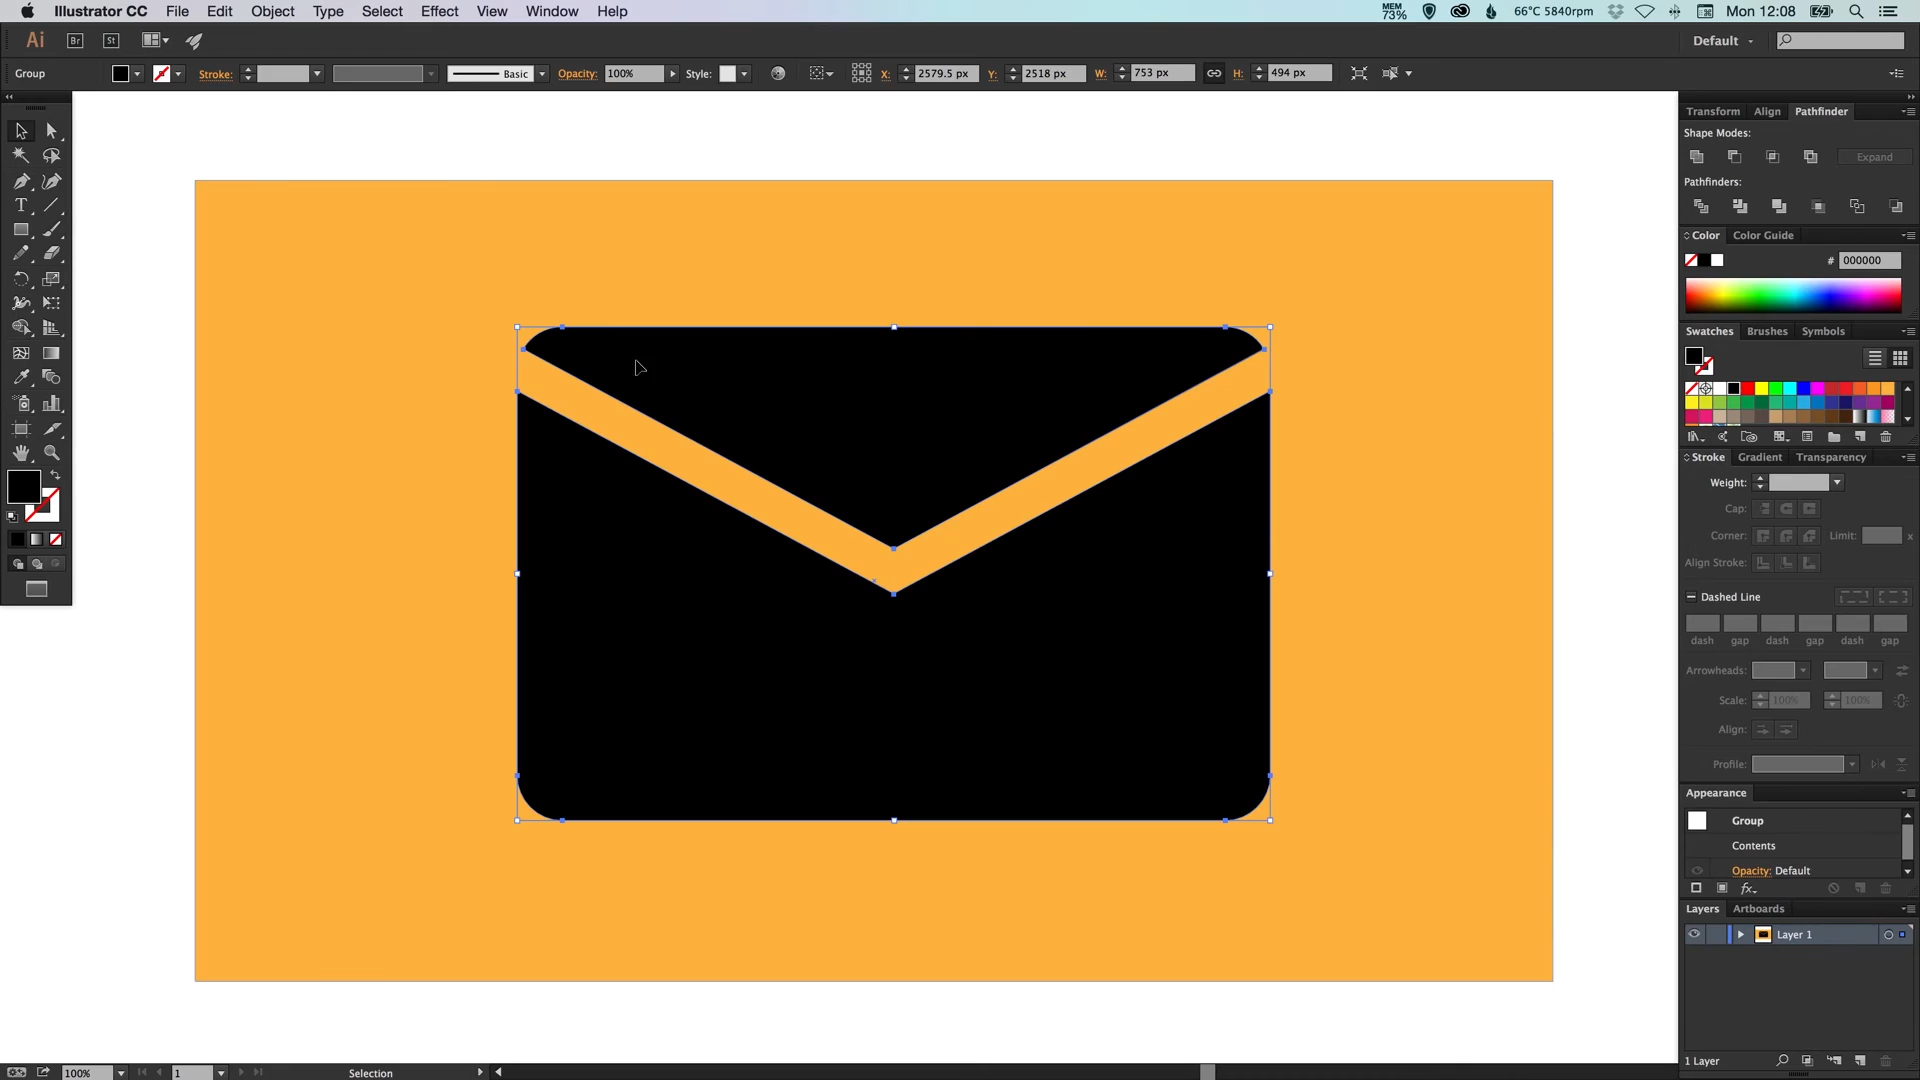 Illustrator CC File Edit Object Type Select Effect View Window Help MEM 73% 66°C 5840rpm Mon 12:08
Ai Br St Default
Group Stroke: Basic Opacity: 100% Style: X: 2579.5 px Y: 2518 px W: 753 px H: 494 px
Transform Align Pathfinder
Shape Modes:
Expand
Pathfinders:
Color Color Guide
# 000000
Swatches Brushes Symbols
Stroke Gradient Transparency
Weight:
Cap:
Corner: Limit: x
Align Stroke:
Dashed Line
dash gap dash gap dash gap
Arrowheads:
Scale: 100% 100%
Align:
Profile:
Appearance
Group
Contents
Opacity: Default
fx
Layers Artboards
Layer 1
1 Layer
100% 1 Selection